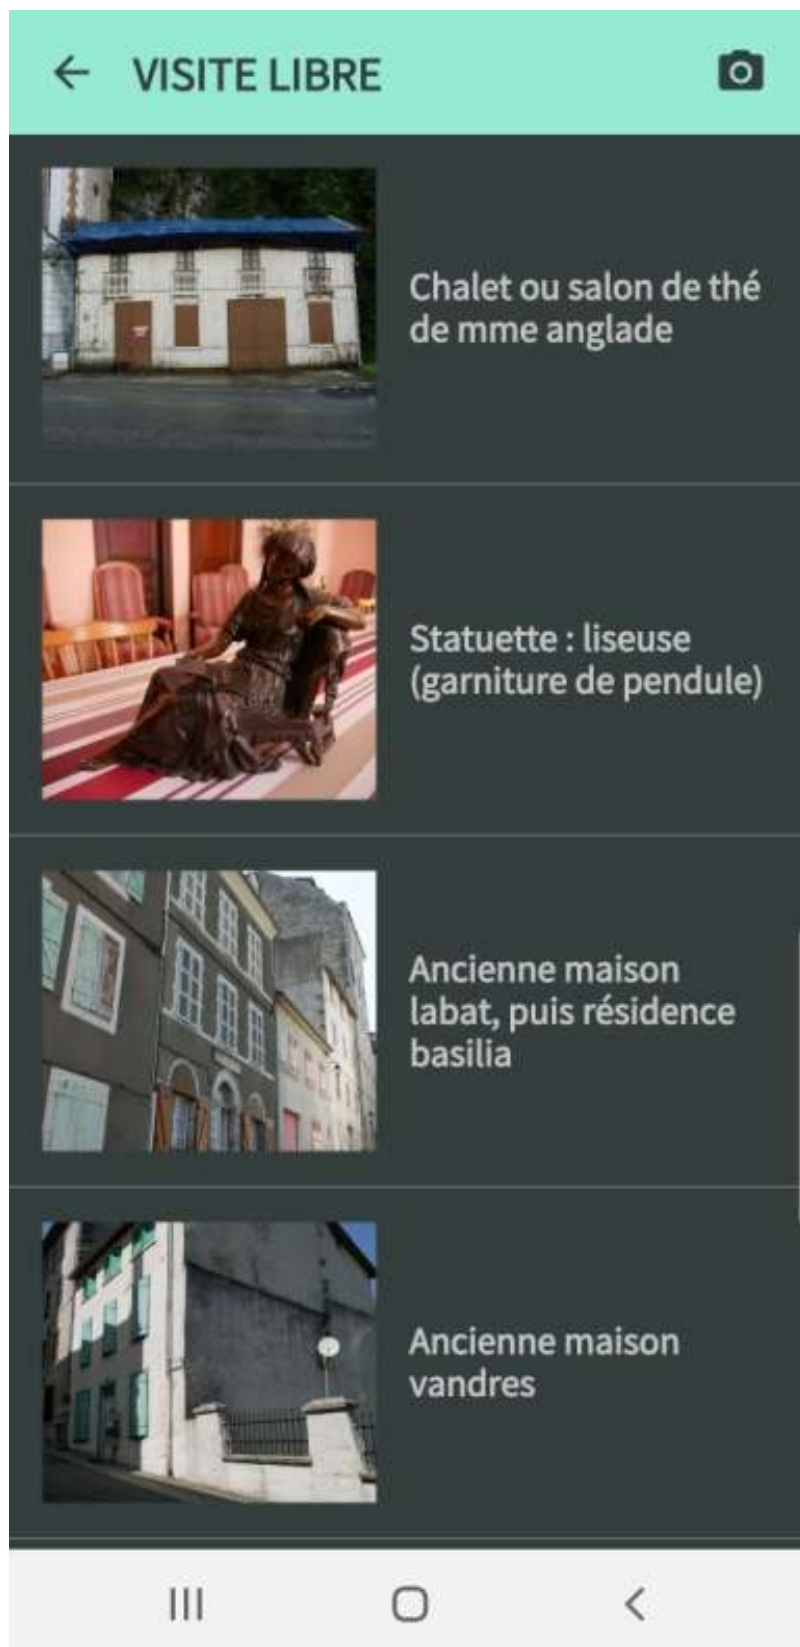 VISITE LIBRE
Chalet ou salon de thé
de mme anglade
Statuette : liseuse
(garniture de pendule)
Ancienne maison
labat, puis résidence
basilia
Ancienne maison
vandres